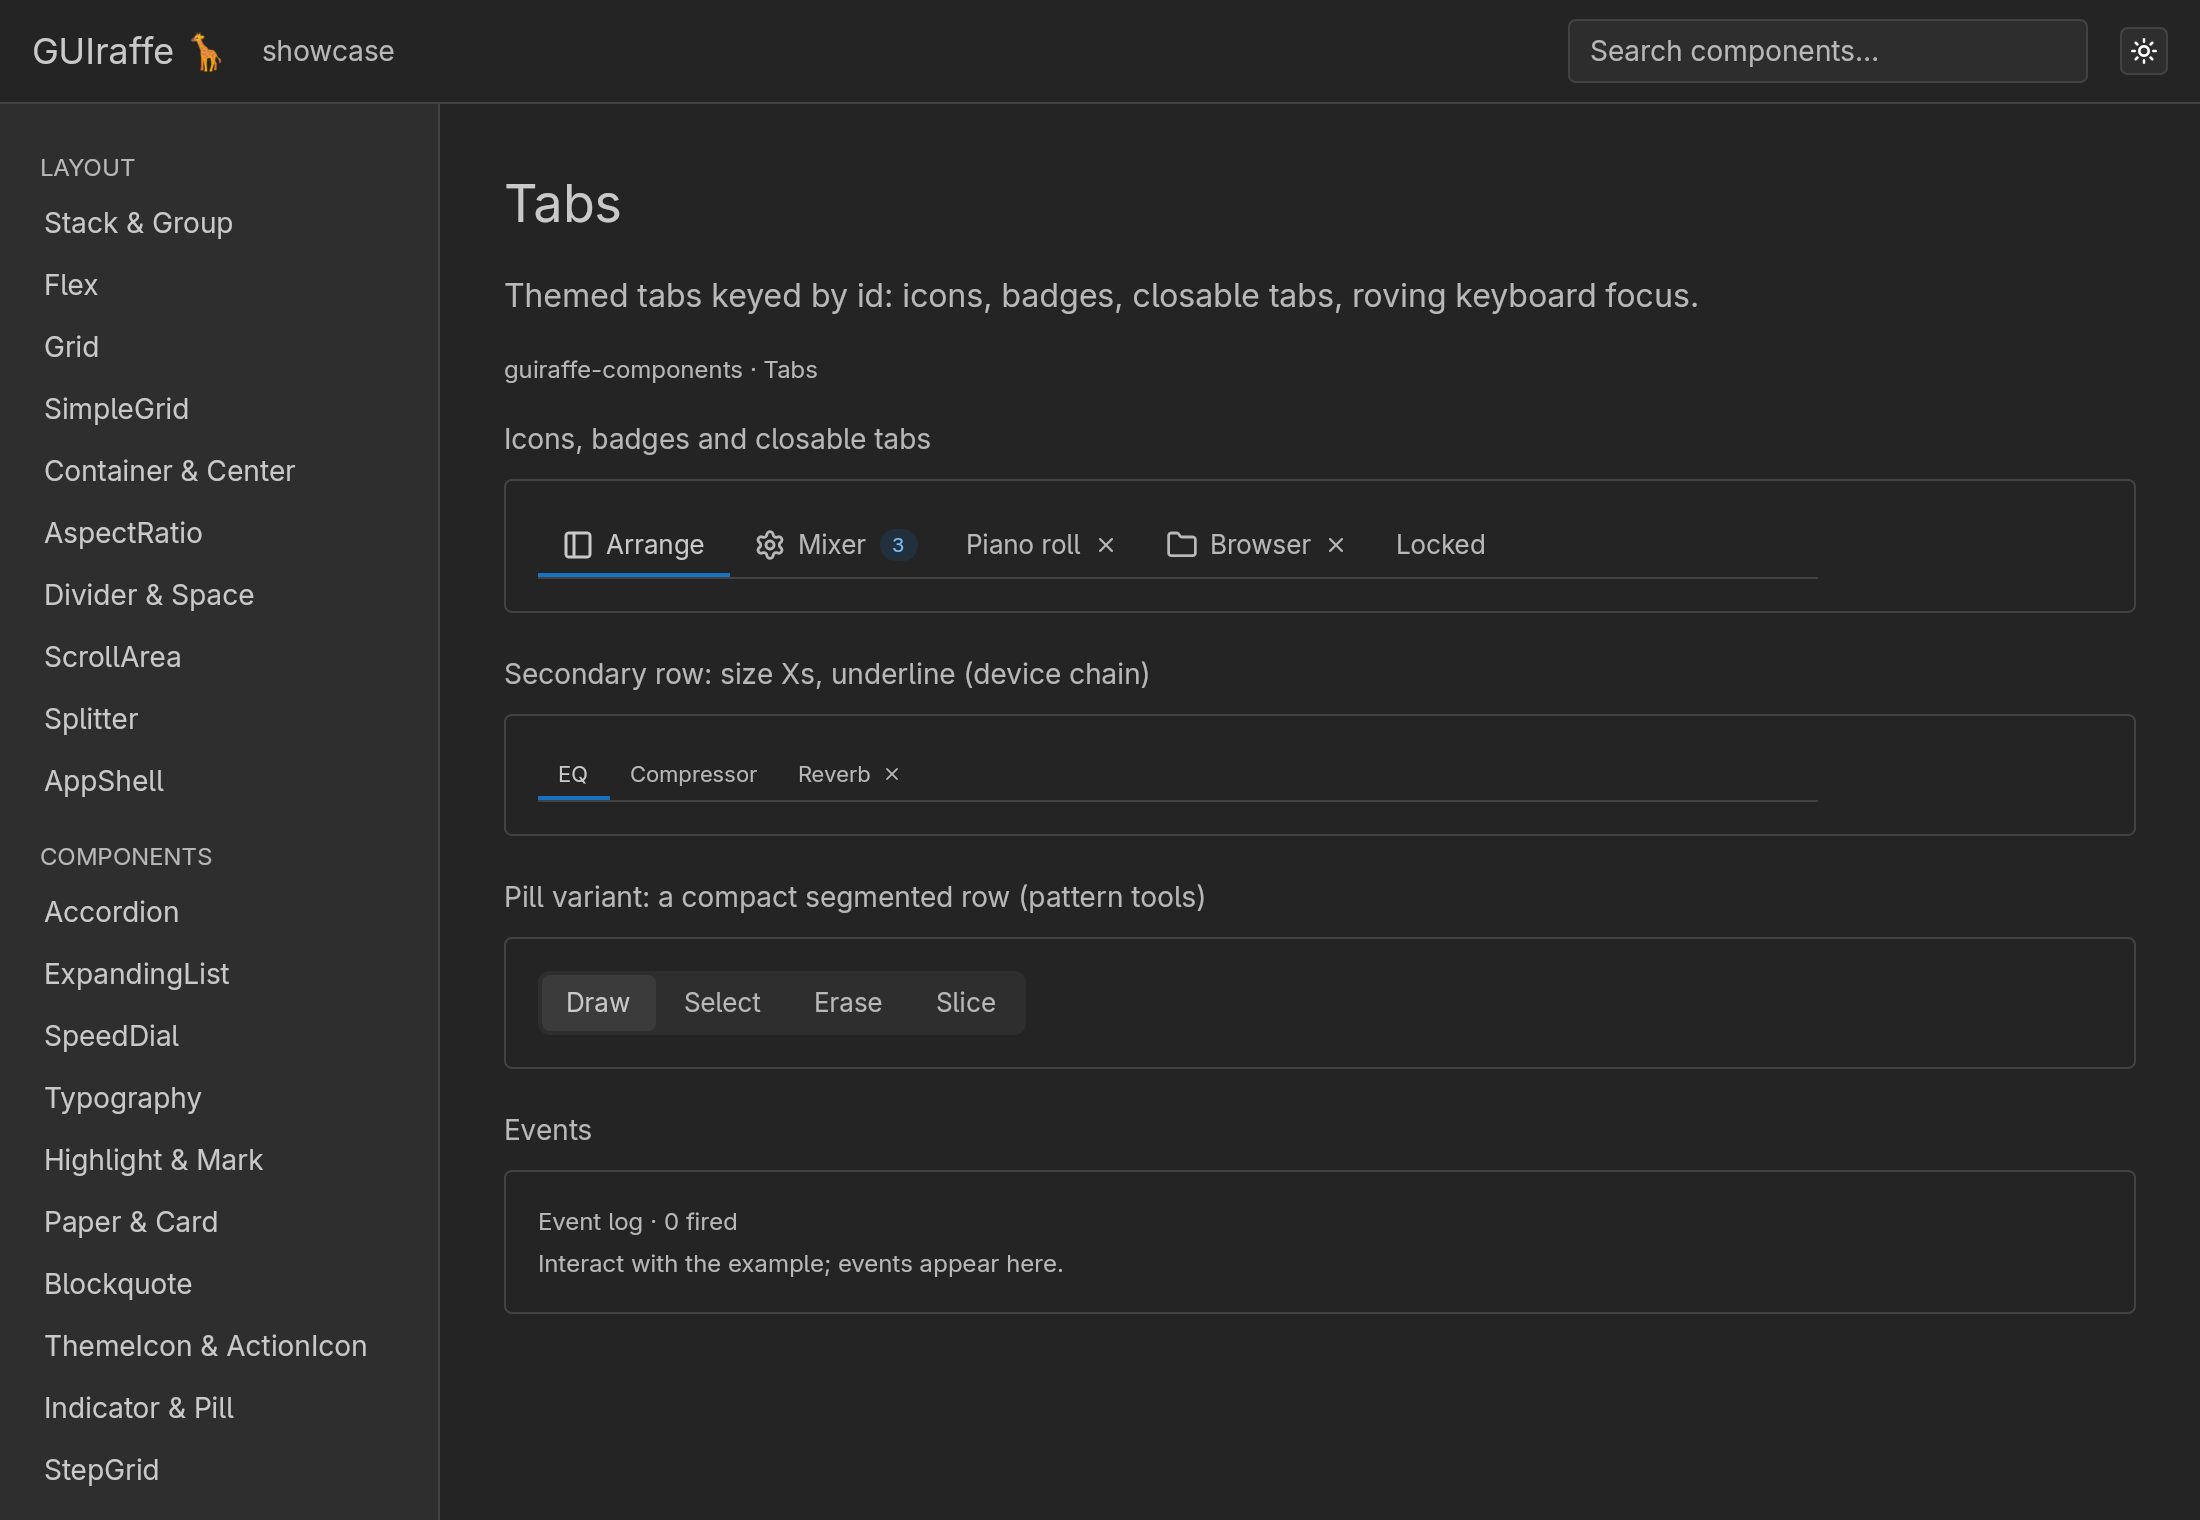 GUIraffe 🦒 showcase
Search components...
LAYOUT
Stack & Group
Flex
Grid
SimpleGrid
Container & Center
AspectRatio
Divider & Space
ScrollArea
Splitter
AppShell
COMPONENTS
Accordion
ExpandingList
SpeedDial
Typography
Highlight & Mark
Paper & Card
Blockquote
ThemeIcon & ActionIcon
Indicator & Pill
StepGrid
Tabs
Themed tabs keyed by id: icons, badges, closable tabs, roving keyboard focus.
guiraffe-components · Tabs
Icons, badges and closable tabs
Arrange Mixer 3 Piano roll Browser Locked
Secondary row: size Xs, underline (device chain)
EQ Compressor Reverb
Pill variant: a compact segmented row (pattern tools)
Draw Select Erase Slice
Events
Event log · 0 fired
Interact with the example; events appear here.